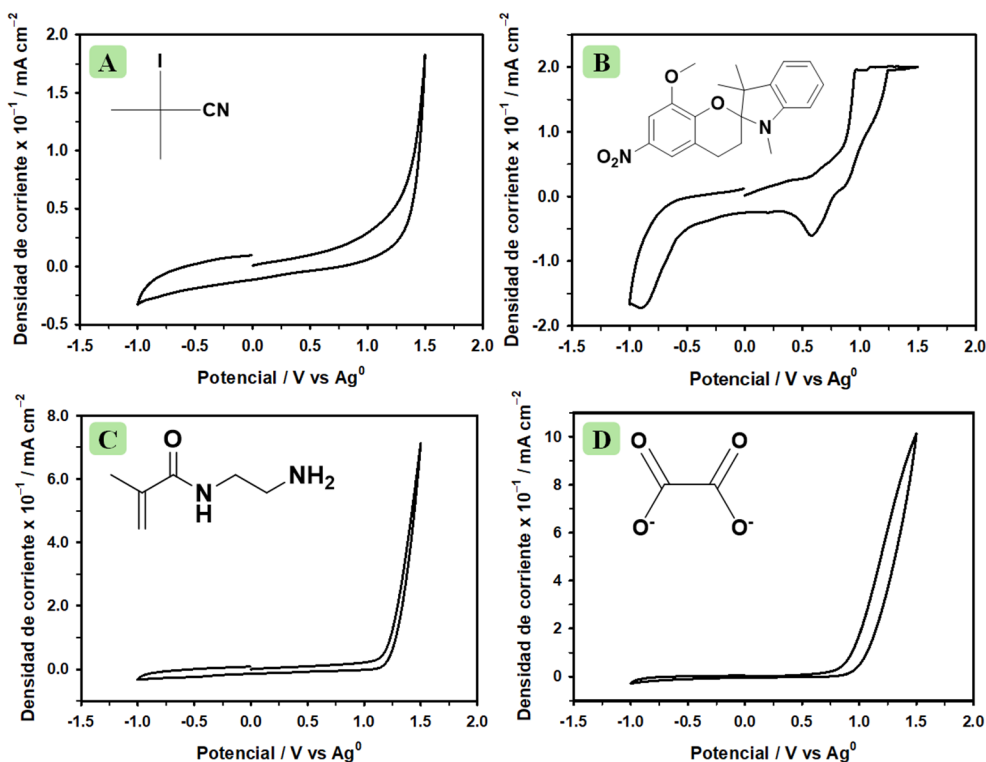 A
I
CN
Densidad de corriente x 10⁻¹ / mA cm⁻²
2.0
1.5
1.0
0.5
0.0
-0.5
-1.5 -1.0 -0.5 0.0 0.5 1.0 1.5 2.0
Potencial / V vs Ag⁰
B
O
O
N
O₂N
Densidad de corriente x 10⁻¹ / mA cm⁻²
2.0
1.0
0.0
-1.0
-2.0
-1.5 -1.0 -0.5 0.0 0.5 1.0 1.5 2.0
Potencial / V vs Ag⁰
C
O
N
H
NH₂
Densidad de corriente x 10⁻¹ / mA cm⁻²
8.0
6.0
4.0
2.0
0.0
-1.5 -1.0 -0.5 0.0 0.5 1.0 1.5 2.0
Potencial / V vs Ag⁰
D
O O
O- O-
Densidad de corriente x 10⁻¹ / mA cm⁻²
10
8
6
4
2
0
-1.5 -1.0 -0.5 0.0 0.5 1.0 1.5 2.0
Potencial / V vs Ag⁰